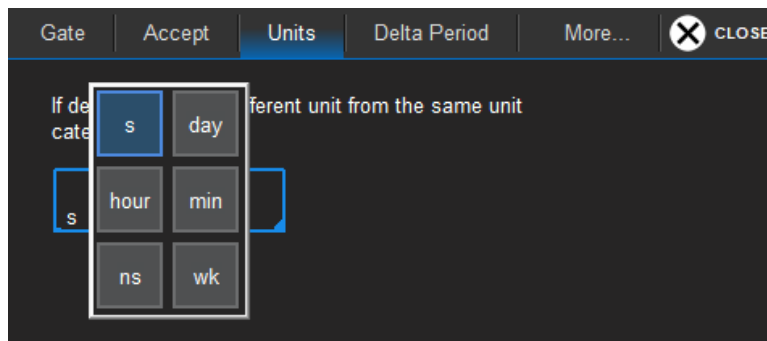 Gate Accept Units Delta Period More... CLOSE
If de ferent unit from the same unit
cate
s day
hour min
s
ns wk